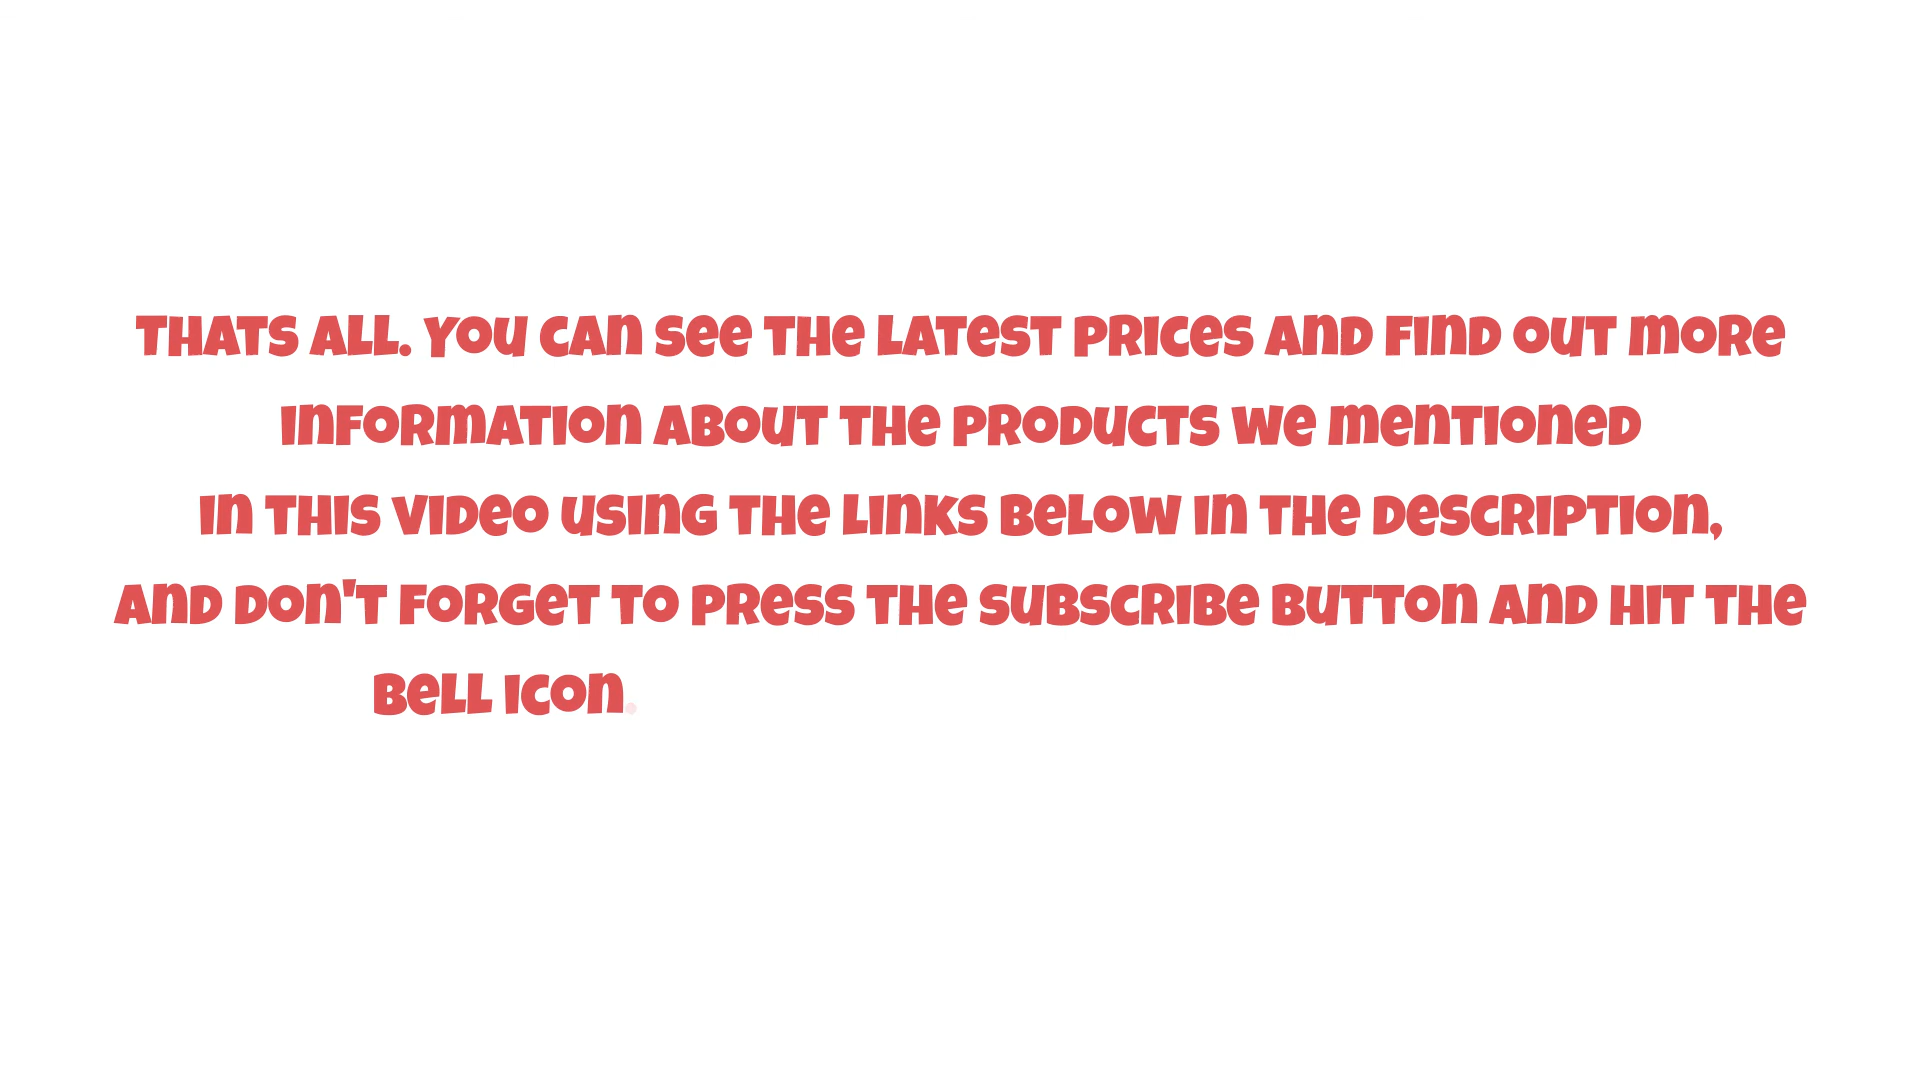 Thats all. You can see the latest prices and find out more
information about the products we mentioned
in this video using the links below in the description,
and don't forget to press the subscribe button and hit the
bell icon.